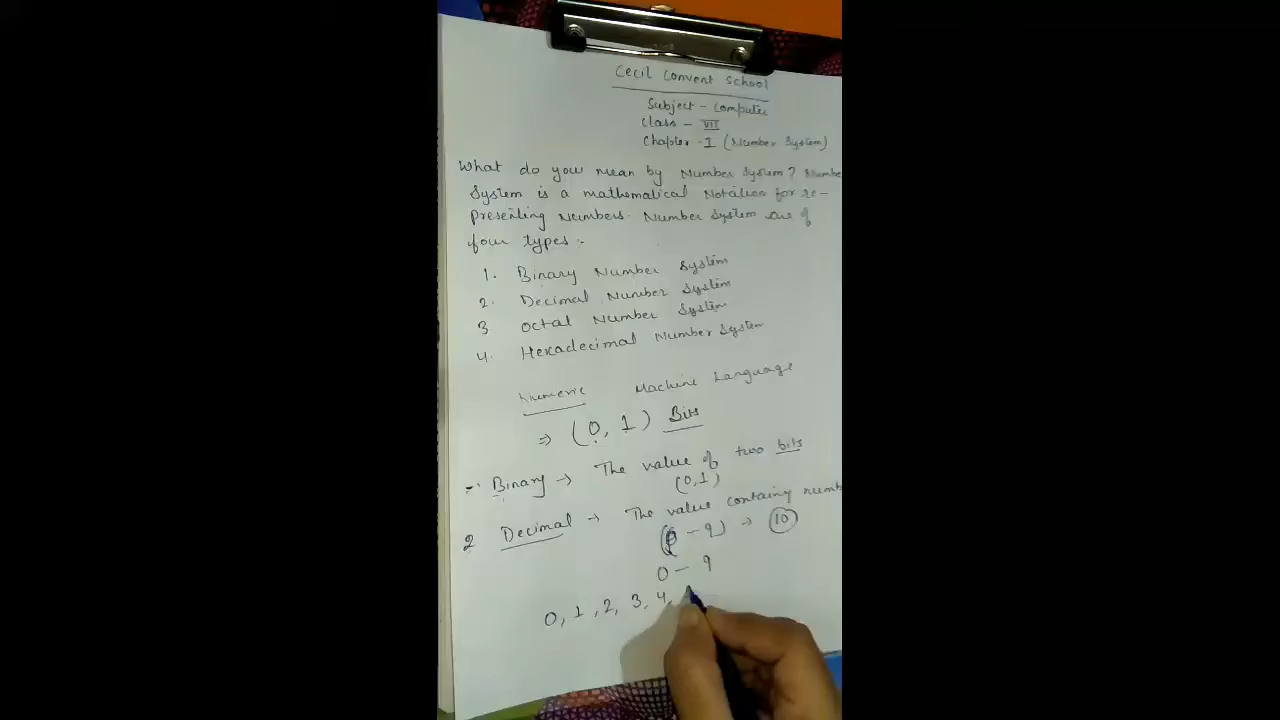 Cecil Convent School
Subject - Computer
Class - VII
Chapter - 1 (Number System)
What do you mean by Number System? Numbe
System is a mathematical Notation for re-
presenting Numbers. Number System are of
four types :-
1. Binary Number System
2. Decimal Number System
3 Octal Number System
4. Hexadecimal Number System
Numeric Machine Language
⇒ (0, 1) Bits
Binary → The value of two bits
(0,1)
2 Decimal → The value containg numb
( - 9) → 10
0 - 9
0, 1, 2, 3, 4,